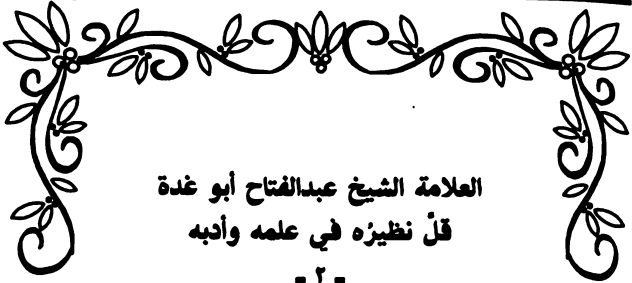 العلامة الشيخ عبدالفتاح أبو غدة
قلَّ نظيرُه في علمه وأدبه
- ٢ -